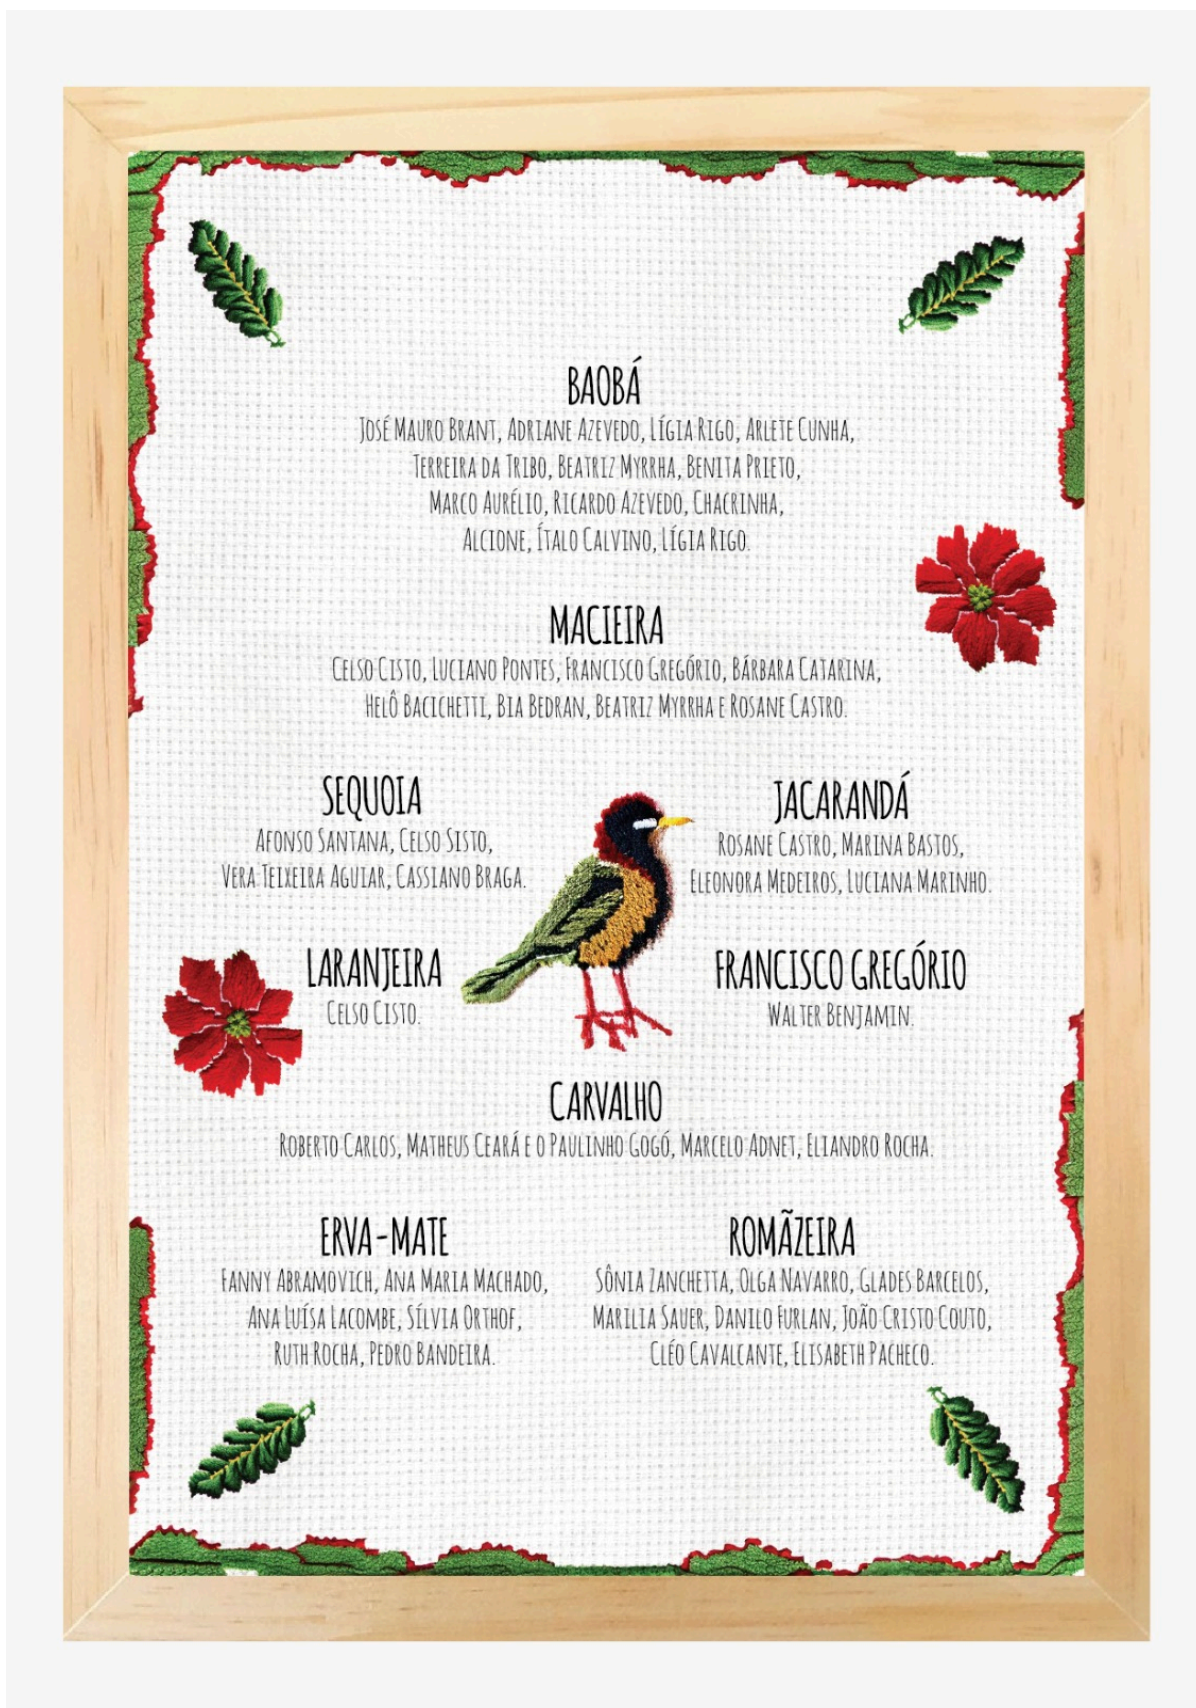 BAOBÁ
JOSÉ MAURO BRANT, ADRIANE AZEVEDO, LÍGIA RIGO, ARLETE CUNHA,
TERREIRA DA TRIBO, BEATRIZ MYRRHA, BENITA PRIETO,
MARCO AURÉLIO, RICARDO AZEVEDO, CHACRINHA,
ALCIONE, ÍTALO CALVINO, LÍGIA RIGO.
MACIEIRA
CELSO CISTO, LUCIANO PONTES, FRANCISCO GREGÓRIO, BÁRBARA CATARINA,
HELÔ BACICHETTI, BIA BEDRAN, BEATRIZ MYRRHA E ROSANE CASTRO.
SEQUOIA
AFONSO SANTANA, CELSO SISTO,
VERA TEIXEIRA AGUIAR, CASSIANO BRAGA.
JACARANDÁ
ROSANE CASTRO, MARINA BASTOS,
ELEONORA MEDEIROS, LUCIANA MARINHO.
LARANJEIRA
CELSO CISTO.
FRANCISCO GREGÓRIO
WALTER BENJAMIN.
CARVALHO
ROBERTO CARLOS, MATHEUS CEARÁ E O PAULINHO GOGÓ, MARCELO ADNET, ELIANDRO ROCHA.
ERVA-MATE
FANNY ABRAMOVICH, ANA MARIA MACHADO,
ANA LUÍSA LACOMBE, SÍLVIA ORTHOF,
RUTH ROCHA, PEDRO BANDEIRA.
ROMÃZEIRA
SÔNIA ZANCHETTA, OLGA NAVARRO, GLADES BARCELOS,
MARILIA SAUER, DANILO FURLAN, JOÃO CRISTO COUTO,
CLÉO CAVALCANTE, ELISABETH PACHECO.